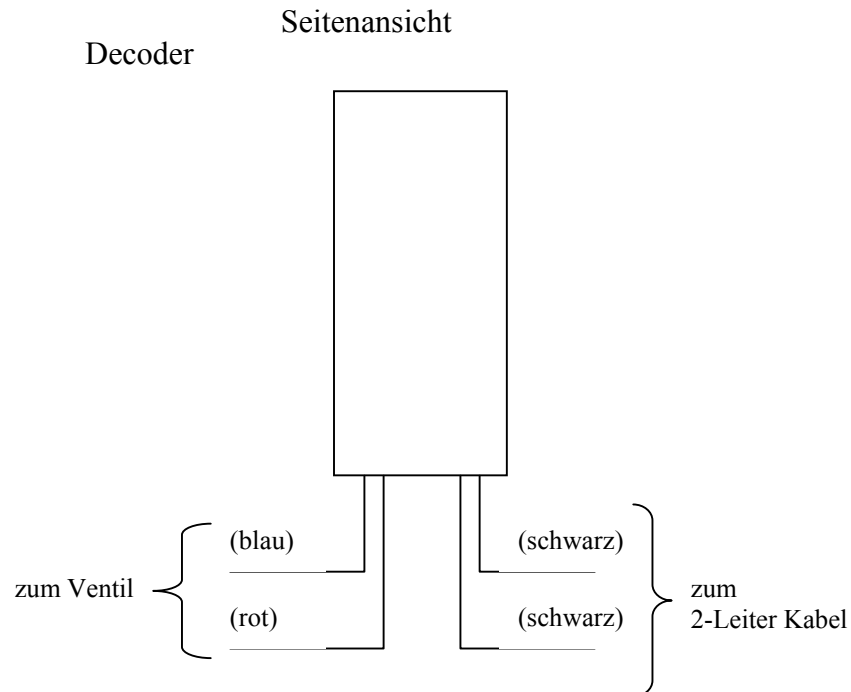 Seitenansicht
Decoder
(blau)
(schwarz)
zum Ventil
zum
(rot)
(schwarz)
2-Leiter Kabel